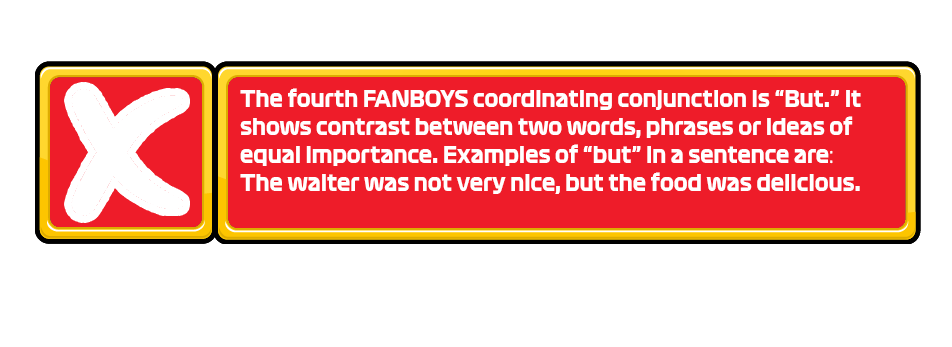 The fourth FANBOYS coordinating conjunction is “But.” It
shows contrast between two words, phrases or ideas of
equal importance. Examples of “but” in a sentence are:
The waiter was not very nice, but the food was delicious.